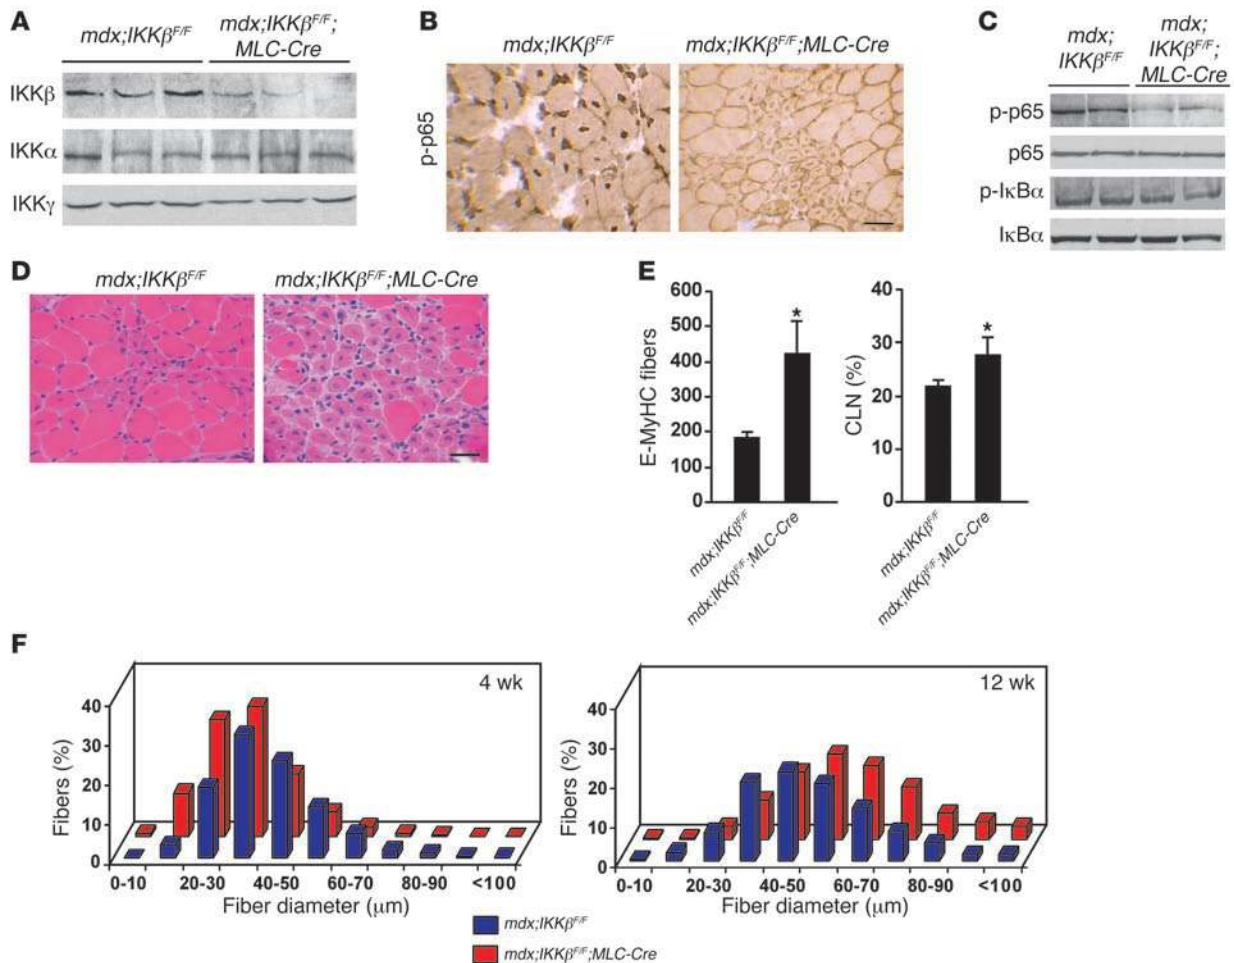 A
mdx;IKKβF/F
mdx;IKKβF/F;
MLC-Cre
IKKβ
IKKα
IKKγ
B
mdx;IKKβF/F
mdx;IKKβF/F;MLC-Cre
p-p65
C
mdx;
IKKβF/F
mdx;
IKKβF/F;
MLC-Cre
p-p65
p65
p-IκBα
IκBα
D
mdx;IKKβF/F
mdx;IKKβF/F;MLC-Cre
E
600
500
400
300
200
100
0
E-MyHC fibers
*
mdx;IKKβF/F
mdx;IKKβF/F;MLC-Cre
40
30
20
10
0
CLN (%)
*
mdx;IKKβF/F
mdx;IKKβF/F;MLC-Cre
F
4 wk
40
30
20
10
0
Fibers (%)
0-10 20-30 40-50 60-70 80-90 <100
Fiber diameter (μm)
12 wk
40
30
20
10
0
Fibers (%)
0-10 20-30 40-50 60-70 80-90 <100
Fiber diameter (μm)
mdx;IKKβF/F
mdx;IKKβF/F;MLC-Cre